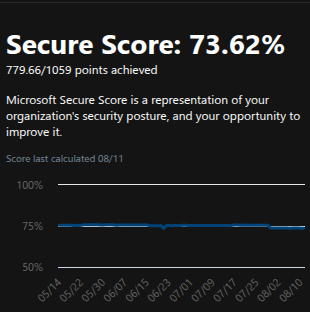 Secure Score: 73.62%
779.66/1059 points achieved
Microsoft Secure Score is a representation of your
organization's security posture, and your opportunity to
improve it.
Score last calculated 08/11
100%
75%
50%
05/14 05/22 05/30 06/07 06/15 06/23 07/01 07/09 07/17 07/25 08/02 08/10